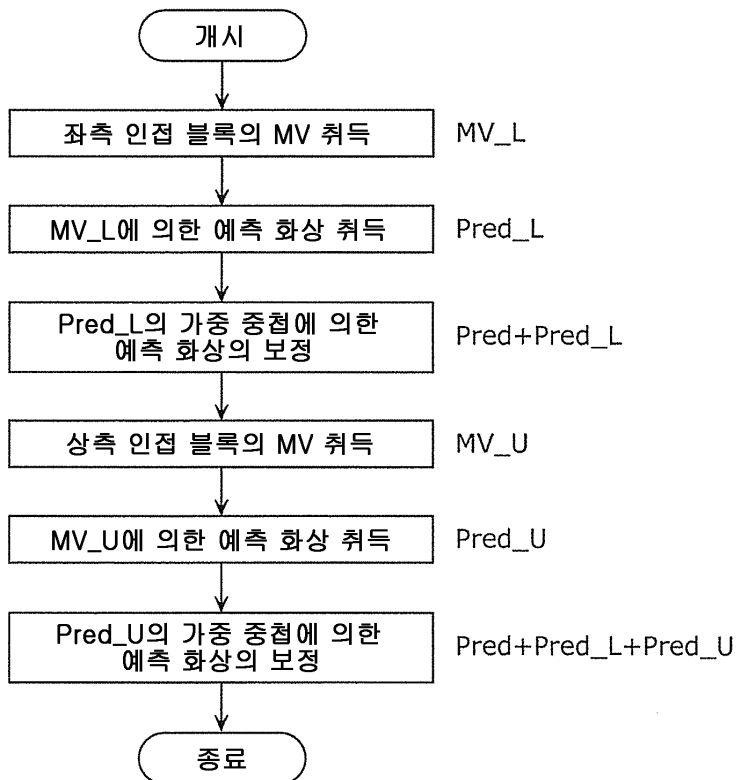 개시
좌측 인접 블록의 MV 취득
MV_L
MV_L에 의한 예측 화상 취득
Pred_L
Pred_L의 가중 중첩에 의한
예측 화상의 보정
Pred+Pred_L
상측 인접 블록의 MV 취득
MV_U
MV_U에 의한 예측 화상 취득
Pred_U
Pred_U의 가중 중첩에 의한
예측 화상의 보정
Pred+Pred_L+Pred_U
종료